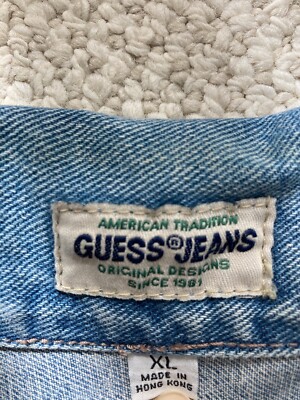 AMERICAN TRADITION
GUESS® JEANS
ORIGINAL DESIGNS
SINCE 1981
XL
MADE IN
HONG KONG